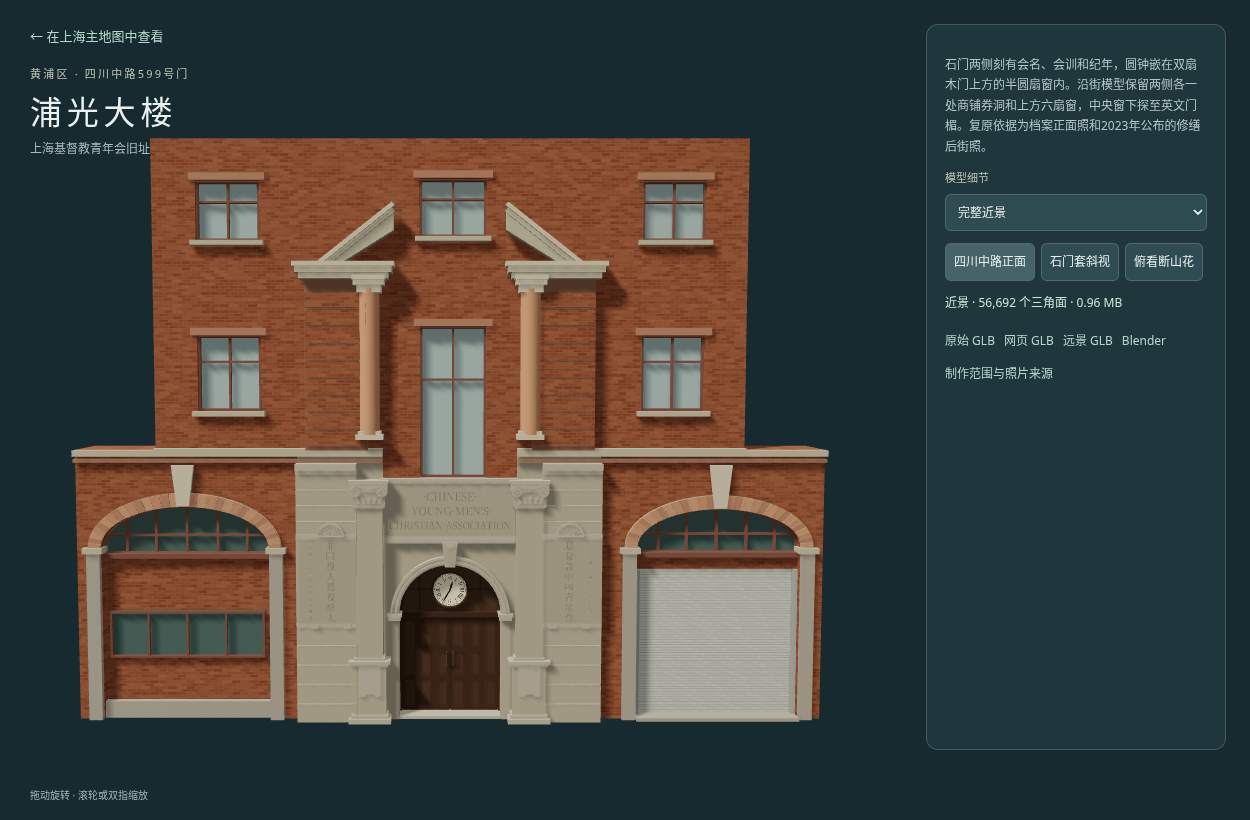 ← 在上海主地图中查看
黄浦区 · 四川中路599号门
浦光大楼
上海基督教青年会旧址
·CHINESE·
YOUNG·MEN'S
CHRISTIAN·ASSOCIATION
石门两侧刻有会名、会训和纪年，圆钟嵌在双扇
木门上方的半圆扇窗内。沿街模型保留两侧各一
处商铺券洞和上方六扇窗，中央窗下探至英文门
楣。复原依据为档案正面照和2023年公布的修缮
后街照。
模型细节
完整近景
四川中路正面 石门套斜视 俯看断山花
近景 · 56,692 个三角面 · 0.96 MB
原始 GLB 网页 GLB 远景 GLB Blender
制作范围与照片来源
拖动旋转 · 滚轮或双指缩放